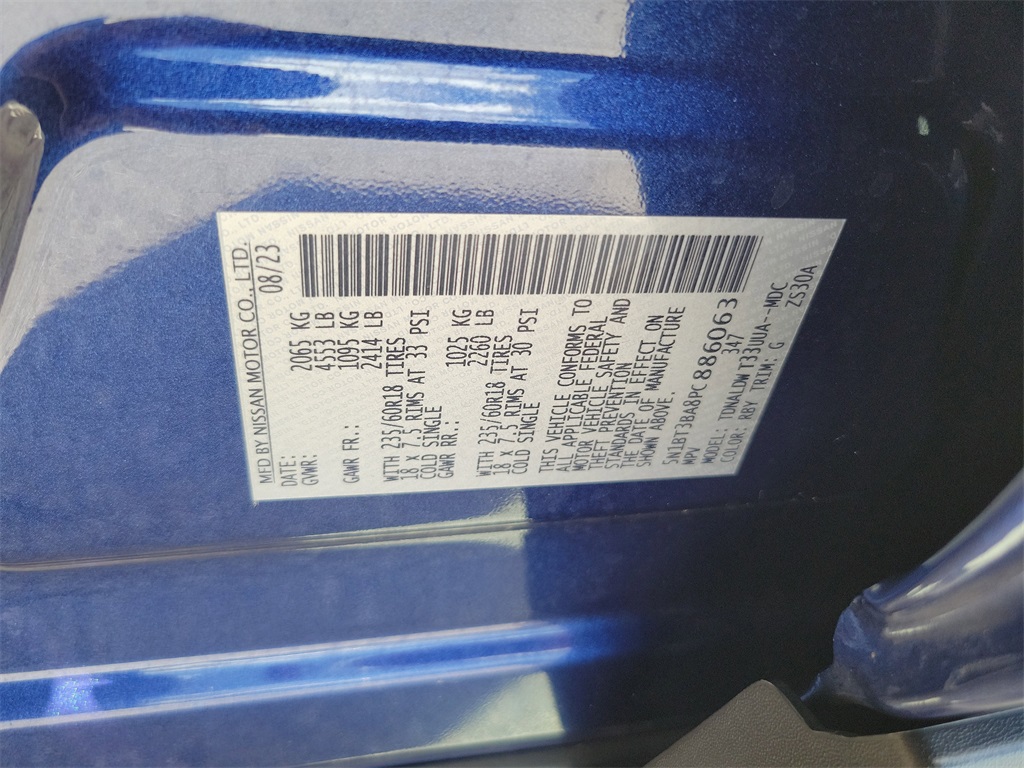 MFD BY NISSAN MOTOR CO., LTD.
DATE: 08/23
GVWR: 2065 KG
4553 LB
GAWR FR.: 1095 KG
2414 LB
WITH 235/60R18 TIRES
18 X 7.5 RIMS AT 33 PSI
COLD SINGLE
GAWR RR.: 1025 KG
2260 LB
WITH 235/60R18 TIRES
18 X 7.5 RIMS AT 30 PSI
COLD SINGLE
THIS VEHICLE CONFORMS TO
ALL APPLICABLE FEDERAL
MOTOR VEHICLE SAFETY AND
THEFT PREVENTION
STANDARDS IN EFFECT ON
THE DATE OF MANUFACTURE
SHOWN ABOVE.
5N1BT3BA8PC886063
MPV 347
MODEL: TDNALDWT33UUA--MDC
COLOR: RBY TRIM: G ZS30A